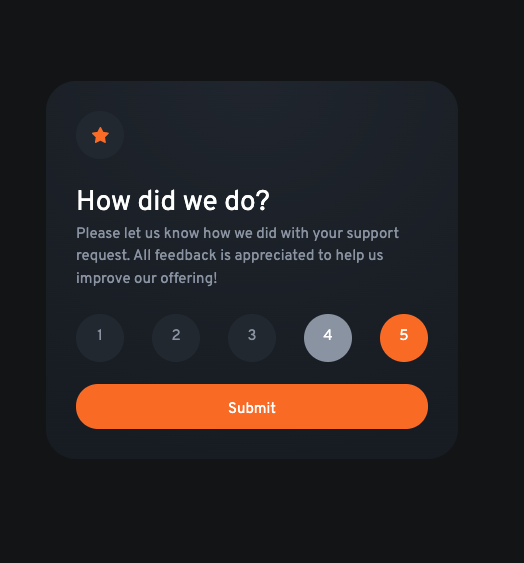 How did we do?
Please let us know how we did with your support
request. All feedback is appreciated to help us
improve our offering!
1 2 3 4 5
Submit